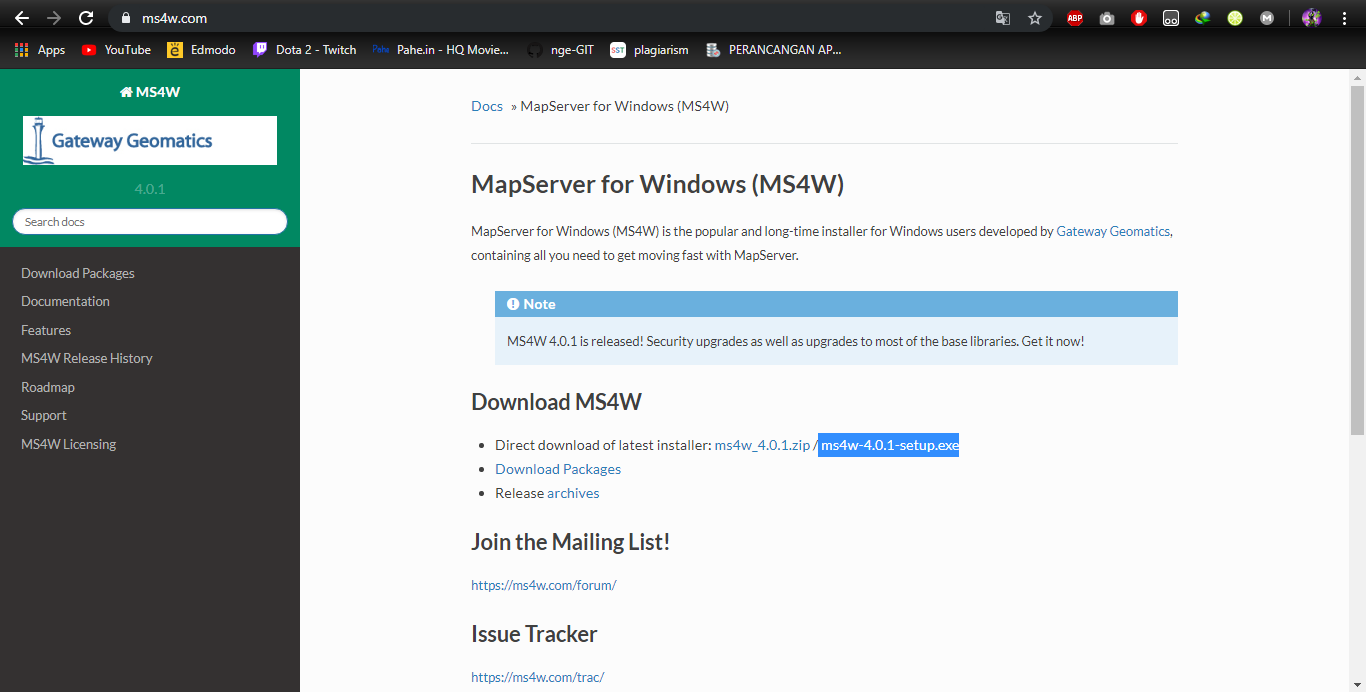 ms4w.com
ABP
M
Apps YouTube Edmodo Dota 2 - Twitch Pahe Pahe.in - HQ Movie... nge-GIT SST plagiarism PERANCANGAN AP...
MS4W
Gateway Geomatics
4.0.1
Search docs
Download Packages
Documentation
Features
MS4W Release History
Roadmap
Support
MS4W Licensing
Docs » MapServer for Windows (MS4W)
MapServer for Windows (MS4W)
MapServer for Windows (MS4W) is the popular and long-time installer for Windows users developed by Gateway Geomatics,
containing all you need to get moving fast with MapServer.
Note
MS4W 4.0.1 is released! Security upgrades as well as upgrades to most of the base libraries. Get it now!
Download MS4W
• Direct download of latest installer: ms4w_4.0.1.zip / ms4w-4.0.1-setup.exe
• Download Packages
• Release archives
Join the Mailing List!
https://ms4w.com/forum/
Issue Tracker
https://ms4w.com/trac/